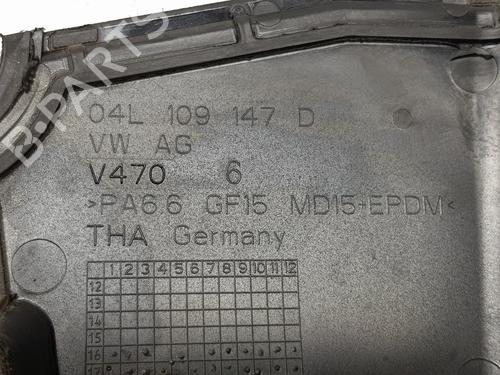 B-PARTS
04L 109 147 D
VW AG
V470 6
>PA6.6 GF15 MD15+EPDM<
THA Germany
1 2 3 4 5 6 7 8 9 10 11 12
12
13
14
15
16
17